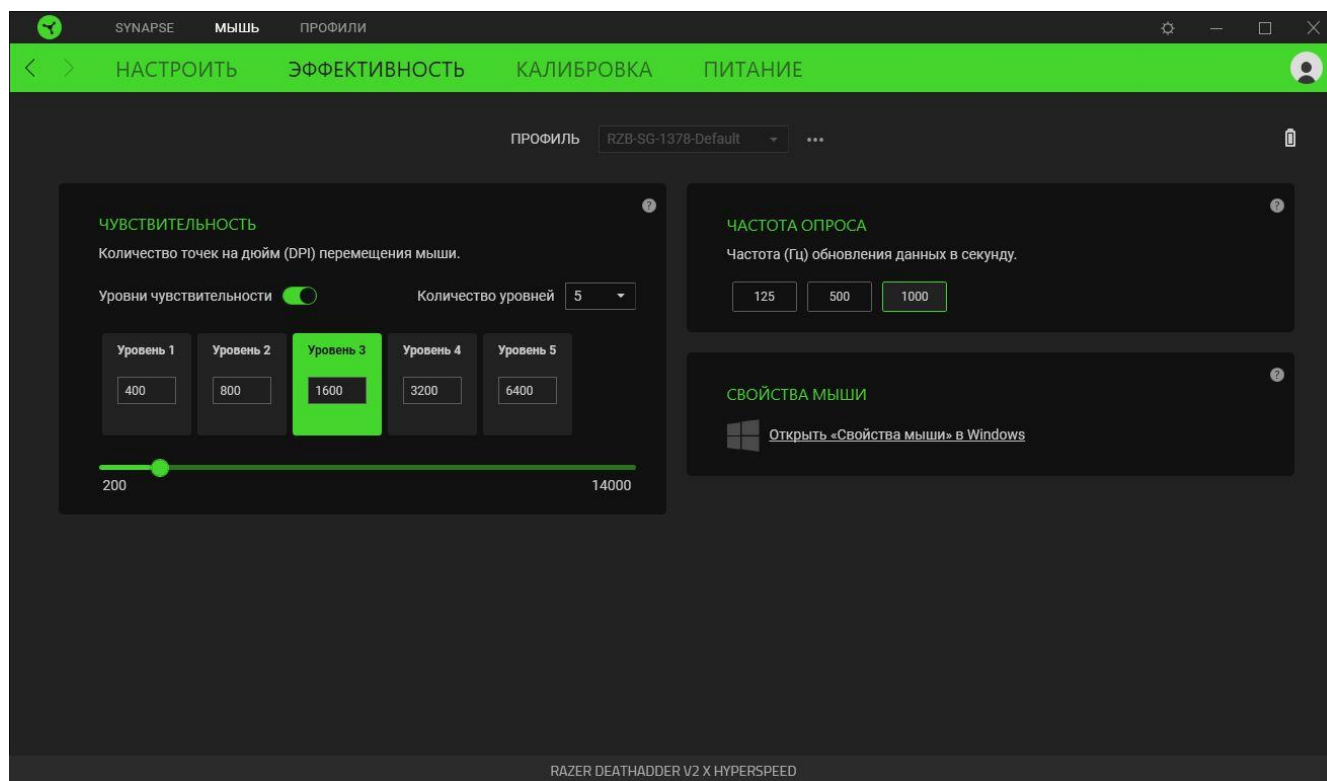 SYNAPSE МЫШЬ ПРОФИЛИ
НАСТРОИТЬ ЭФФЕКТИВНОСТЬ КАЛИБРОВКА ПИТАНИЕ
ПРОФИЛЬ RZB-SG-1378-Default
ЧУВСТВИТЕЛЬНОСТЬ
Количество точек на дюйм (DPI) перемещения мыши.
Уровни чувствительности Количество уровней 5
Уровень 1 Уровень 2 Уровень 3 Уровень 4 Уровень 5
400 800 1600 3200 6400
200 14000
ЧАСТОТА ОПРОСА
Частота (Гц) обновления данных в секунду.
125 500 1000
СВОЙСТВА МЫШИ
Открыть «Свойства мыши» в Windows
RAZER DEATHADDER V2 X HYPERSPEED